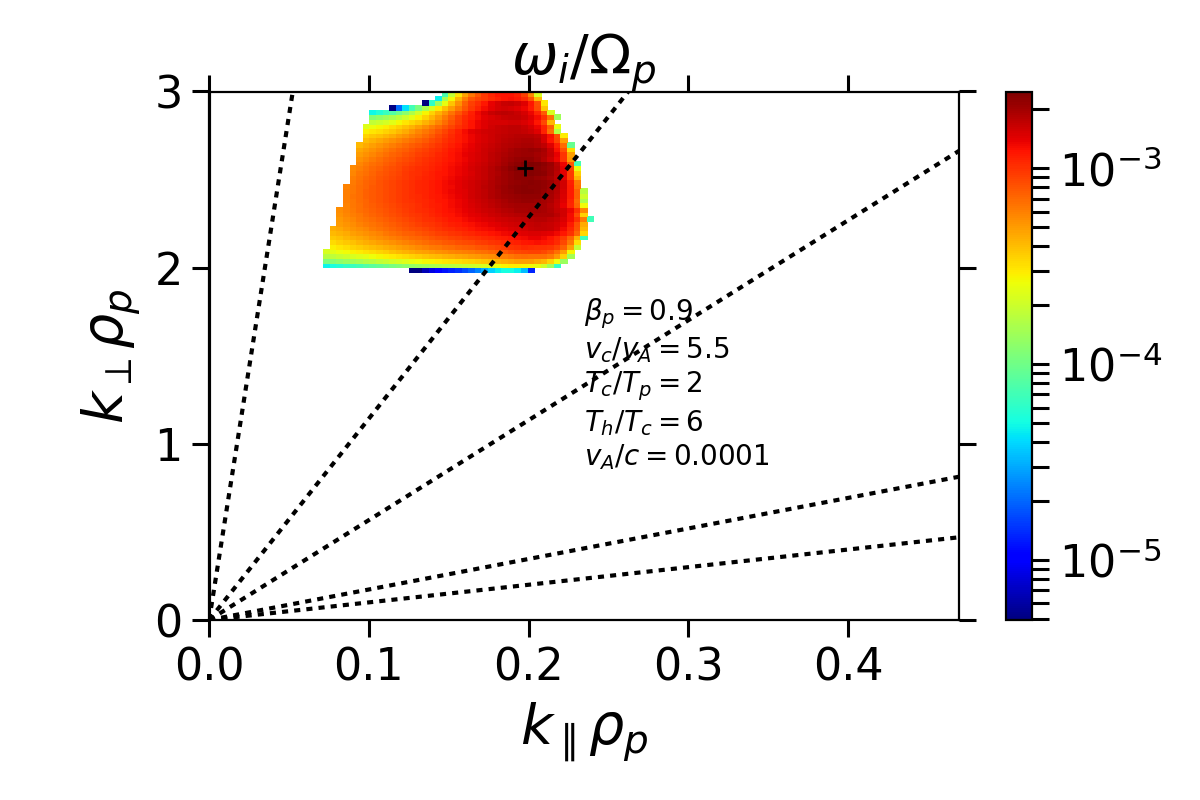 ω_i/Ω_p
3
2
1
0
k_⊥ρ_p
0.0 0.1 0.2 0.3 0.4
k_∥ρ_p
β_p = 0.9
v_c/v_A = 5.5
T_c/T_p = 2
T_h/T_c = 6
v_A/c = 0.0001
10^{-3}
10^{-4}
10^{-5}